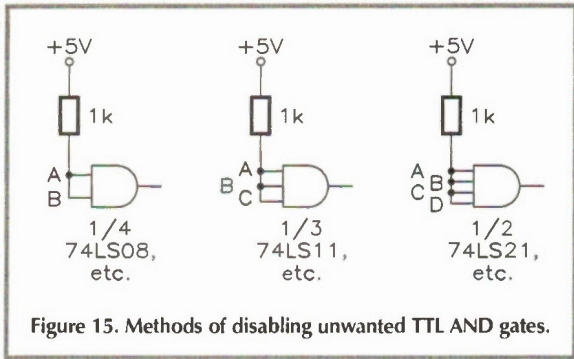 +5V +5V +5V
1k 1k 1k
A A A
B B B
C C
D
1/4 1/3 1/2
74LS08, 74LS11, 74LS21,
etc. etc. etc.
Figure 15. Methods of disabling unwanted TTL AND gates.